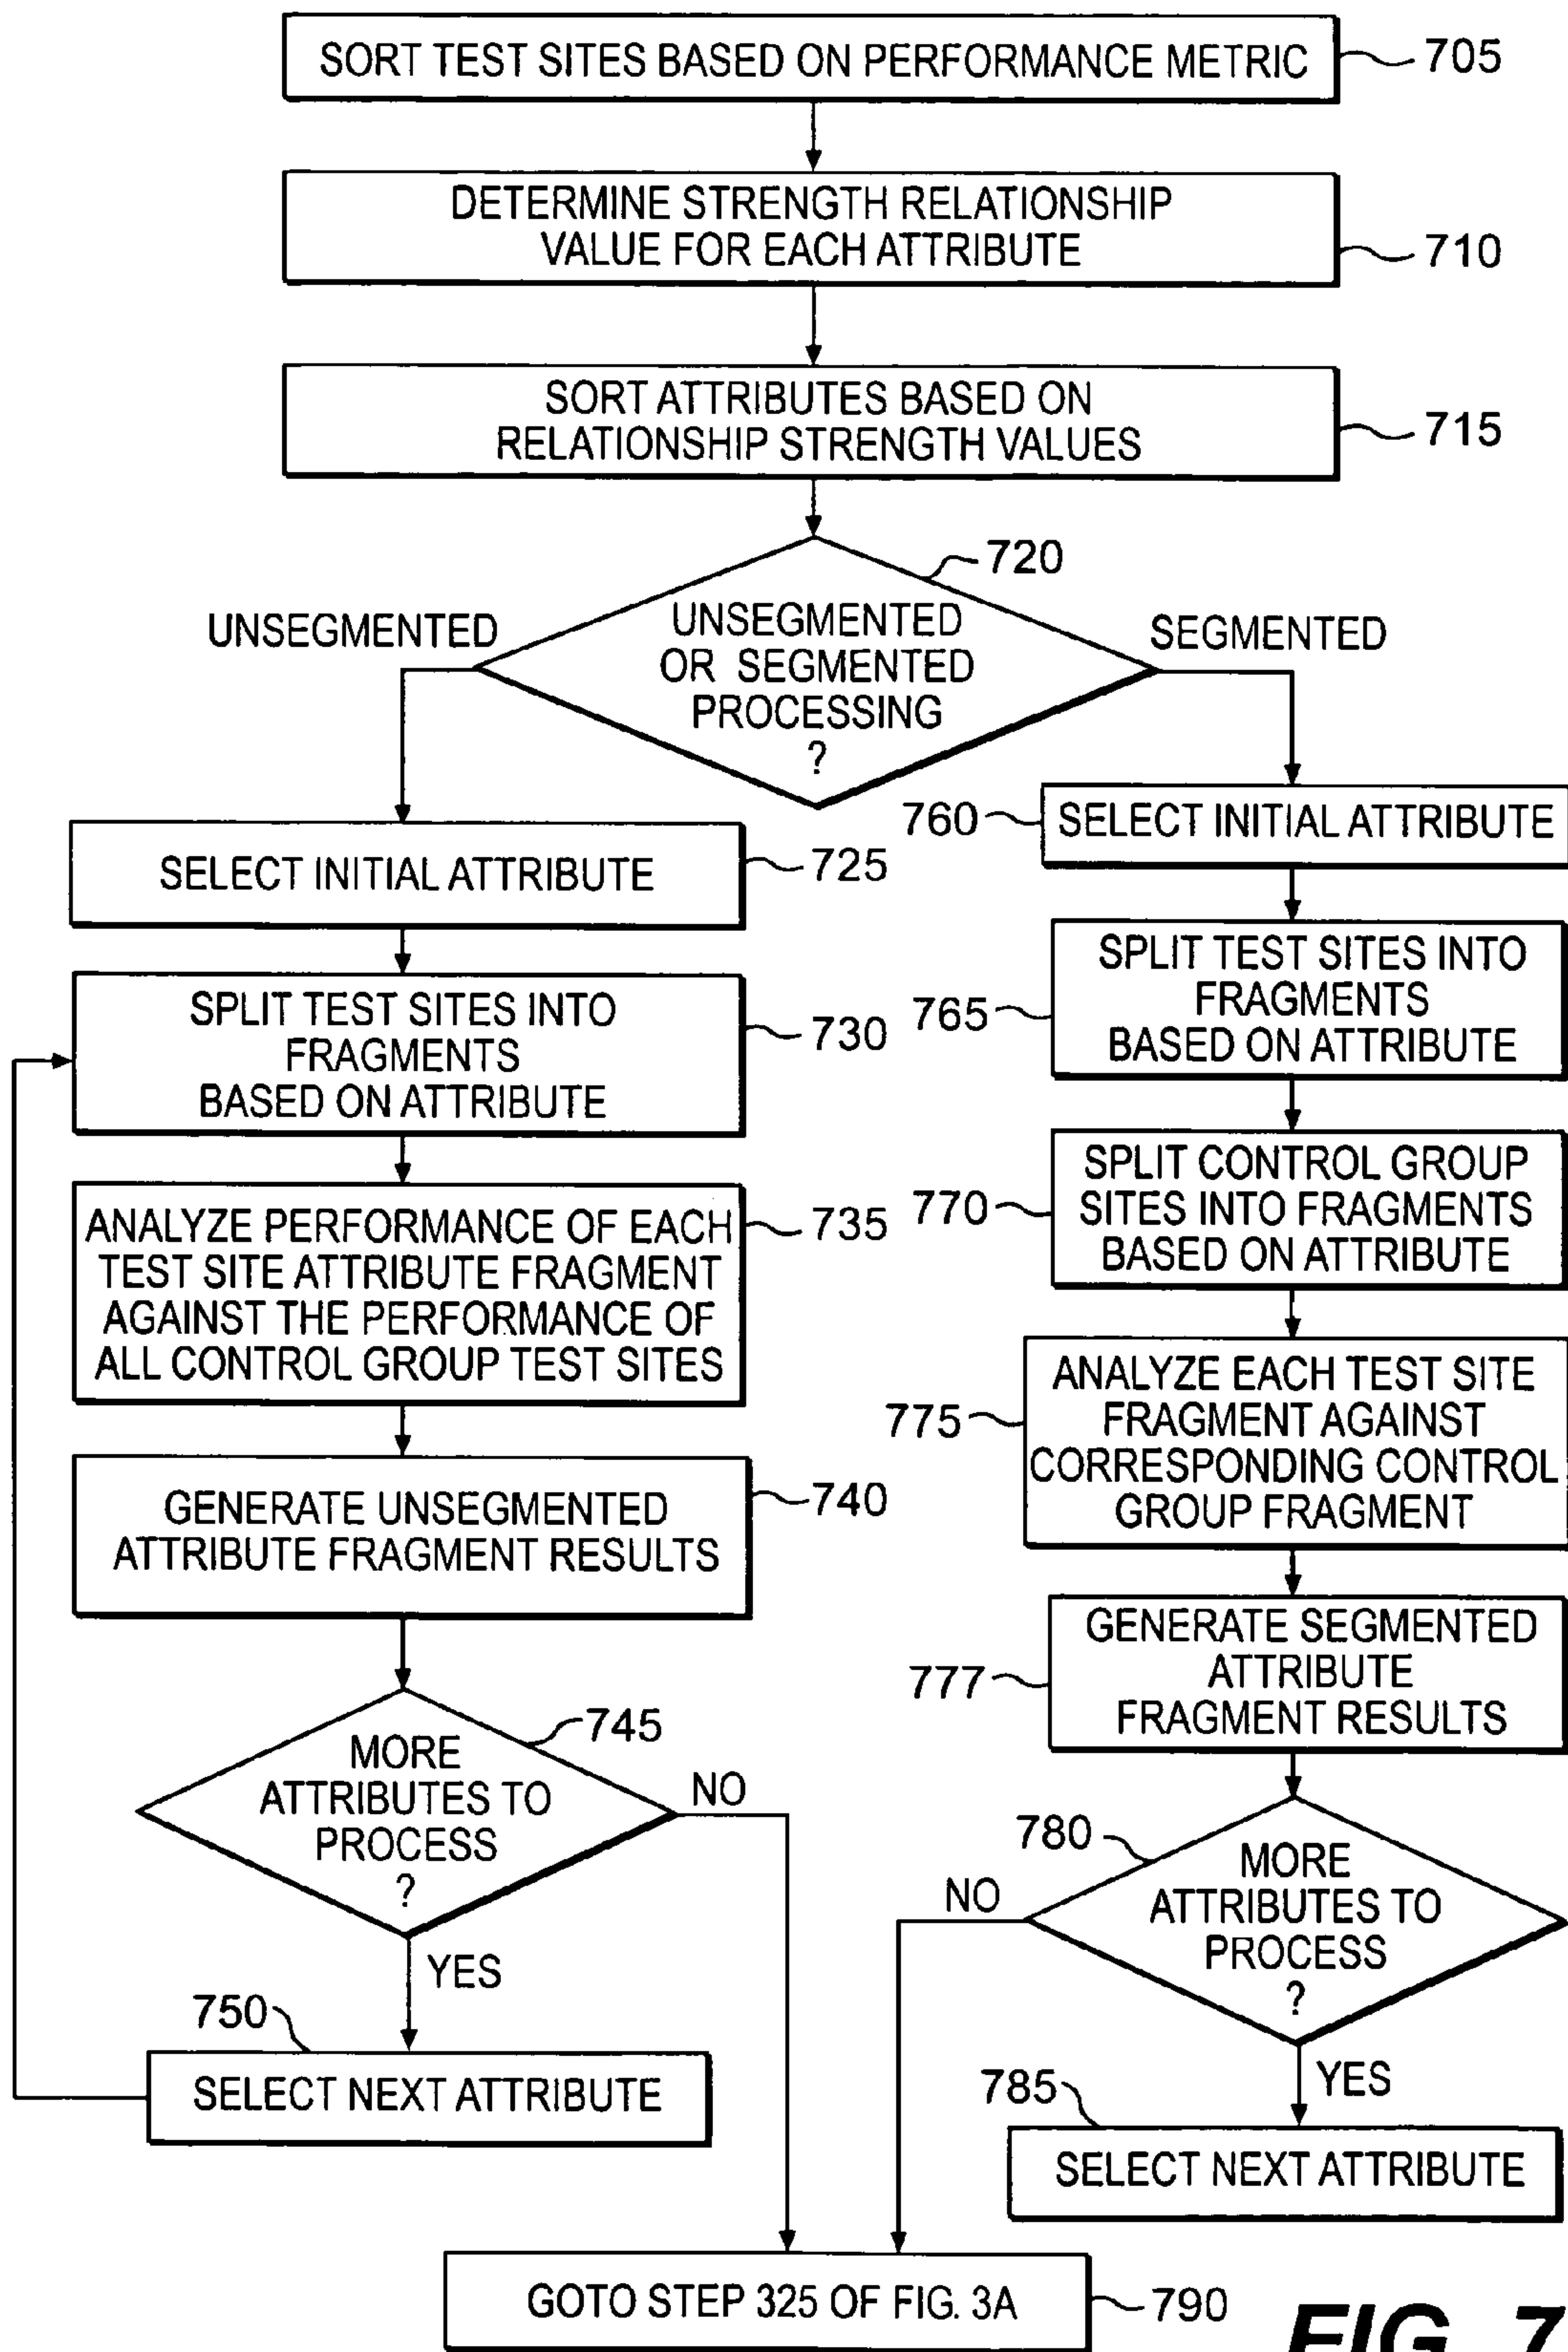 SORT TEST SITES BASED ON PERFORMANCE METRIC
705
DETERMINE STRENGTH RELATIONSHIP
VALUE FOR EACH ATTRIBUTE
710
SORT ATTRIBUTES BASED ON
RELATIONSHIP STRENGTH VALUES
715
720
UNSEGMENTED
OR SEGMENTED
PROCESSING
?
UNSEGMENTED
SEGMENTED
SELECT INITIAL ATTRIBUTE
725
SPLIT TEST SITES INTO
FRAGMENTS
BASED ON ATTRIBUTE
730
ANALYZE PERFORMANCE OF EACH
TEST SITE ATTRIBUTE FRAGMENT
AGAINST THE PERFORMANCE OF
ALL CONTROL GROUP TEST SITES
735
GENERATE UNSEGMENTED
ATTRIBUTE FRAGMENT RESULTS
740
745
MORE
ATTRIBUTES TO
PROCESS
?
NO
YES
750
SELECT NEXT ATTRIBUTE
760
SELECT INITIAL ATTRIBUTE
765
SPLIT TEST SITES INTO
FRAGMENTS
BASED ON ATTRIBUTE
770
SPLIT CONTROL GROUP
SITES INTO FRAGMENTS
BASED ON ATTRIBUTE
775
ANALYZE EACH TEST SITE
FRAGMENT AGAINST
CORRESPONDING CONTROL
GROUP FRAGMENT
777
GENERATE SEGMENTED
ATTRIBUTE
FRAGMENT RESULTS
780
MORE
ATTRIBUTES TO
PROCESS
?
NO
YES
785
SELECT NEXT ATTRIBUTE
GOTO STEP 325 OF FIG. 3A
790
FIG. 7